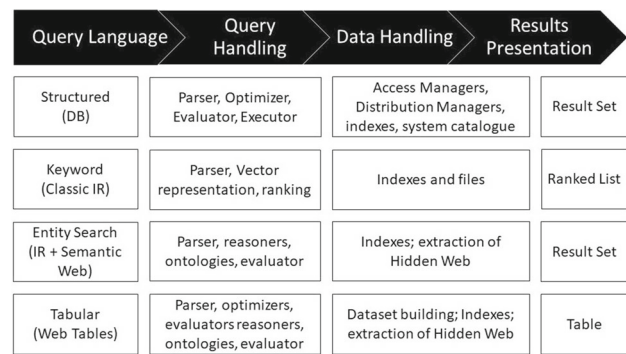 Query Language
Query
Handling
Data Handling
Results
Presentation
Structured
(DB)
Parser, Optimizer,
Evaluator, Executor
Access Managers,
Distribution Managers,
indexes, system catalogue
Result Set
Keyword
(Classic IR)
Parser, Vector
representation, ranking
Indexes and files
Ranked List
Entity Search
(IR + Semantic
Web)
Parser, reasoners,
ontologies, evaluator
Indexes; extraction of
Hidden Web
Result Set
Tabular
(Web Tables)
Parser, optimizers,
evaluators reasoners,
ontologies, evaluator
Dataset building; Indexes;
extraction of Hidden Web
Table